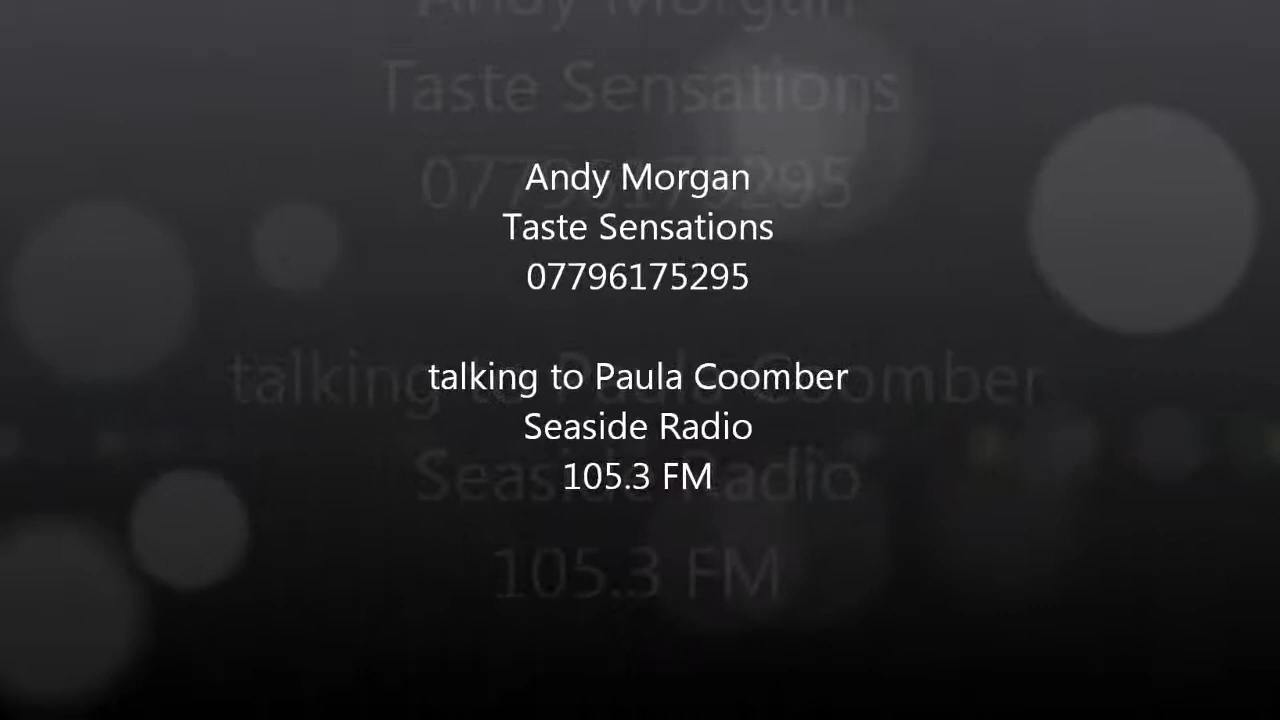 Andy Morgan
Taste Sensations
07796175295
talking to Paula Coomber
Seaside Radio
105.3 FM